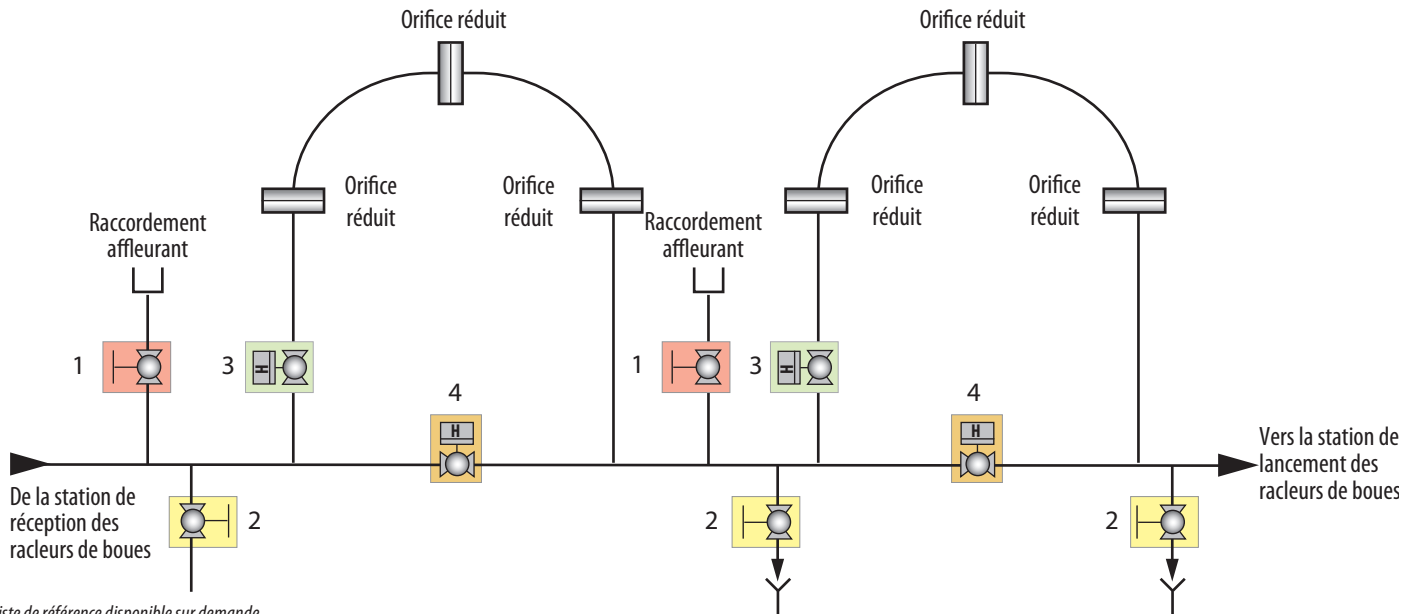 Orifice réduit
Orifice réduit
Orifice
réduit
Orifice
réduit
Orifice
réduit
Orifice
réduit
Raccordement
affleurant
Raccordement
affleurant
1
3
1
3
4
4
H
H
H
H
De la station de
réception des
racleurs de boues
Vers la station de
lancement des
racleurs de boues
2
2
2
iste de référence disponible sur demande